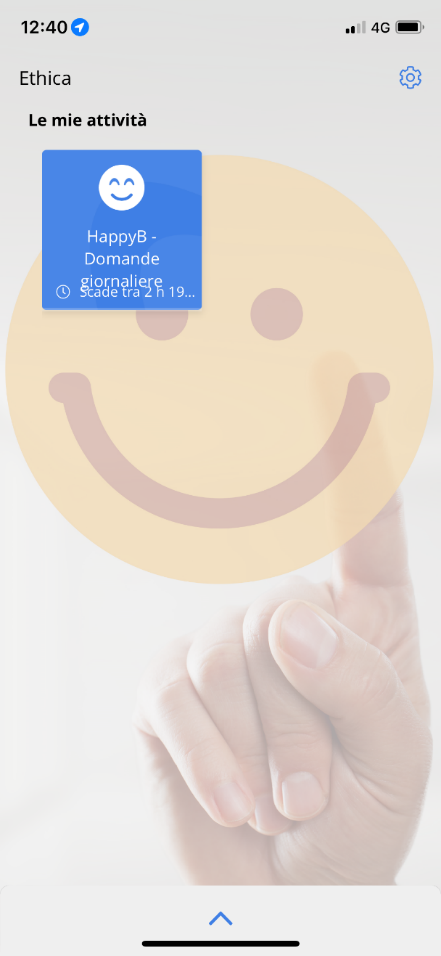 12:40
4G
Ethica
Le mie attività
HappyB -
Domande
giornaliere
Scade tra 2 h 19...